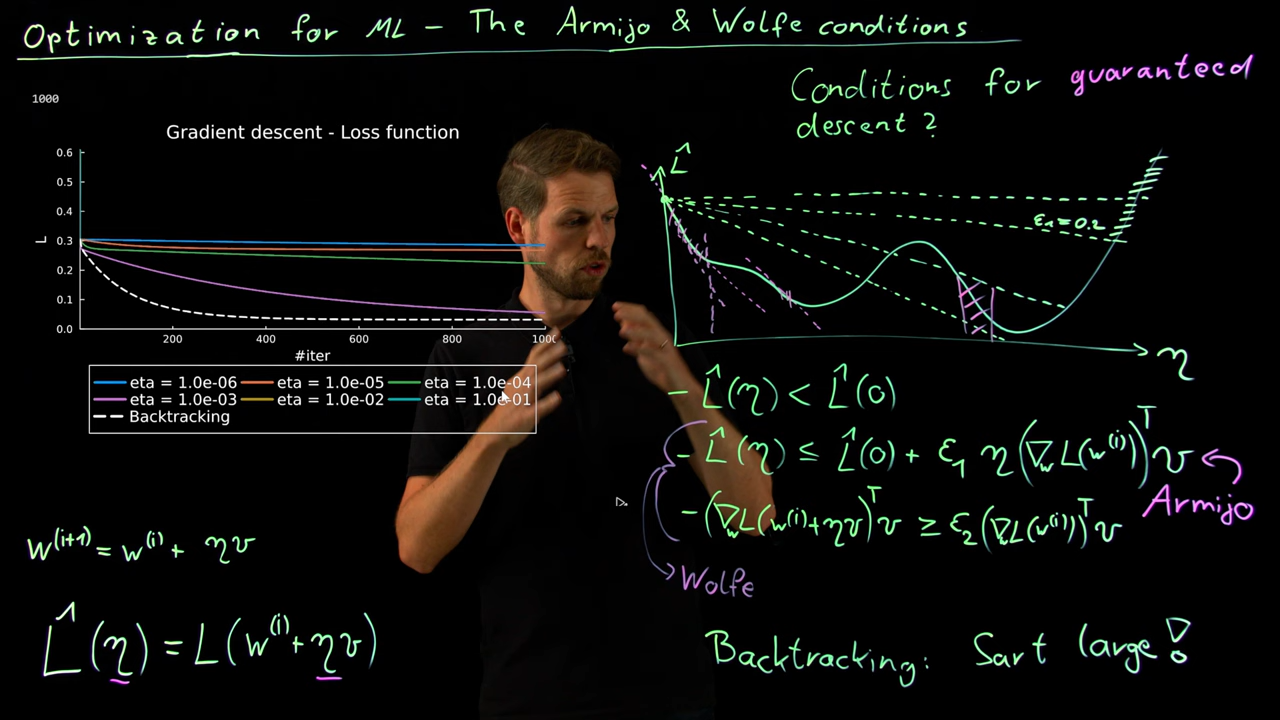 Optimization for ML - The Armijo & Wolfe conditions
Conditions for guaranteed
descent?
1000
Gradient descent - Loss function
0.6
0.5
0.4
0.3
0.2
0.1
0.0
L
200 400 600 800 1000
#iter
eta = 1.0e-06 eta = 1.0e-05 eta = 1.0e-04
eta = 1.0e-03 eta = 1.0e-02 eta = 1.0e-01
Backtracking
L̂
ε₁=0.2
η
- L̂(η) < L̂(0)
- L̂(η) ≤ L̂(0) + ε₁ η (∇_w L(w⁽ⁱ⁾))ᵀ v
Armijo
- (∇_w L(w⁽ⁱ⁾+ηv))ᵀ v ≥ ε₂ (∇L(w⁽ⁱ⁾))ᵀ v
Wolfe
w⁽ⁱ⁺¹⁾ = w⁽ⁱ⁾ + ηv
L̂(η) = L(w⁽ⁱ⁾+ηv)
Backtracking: Sart large!